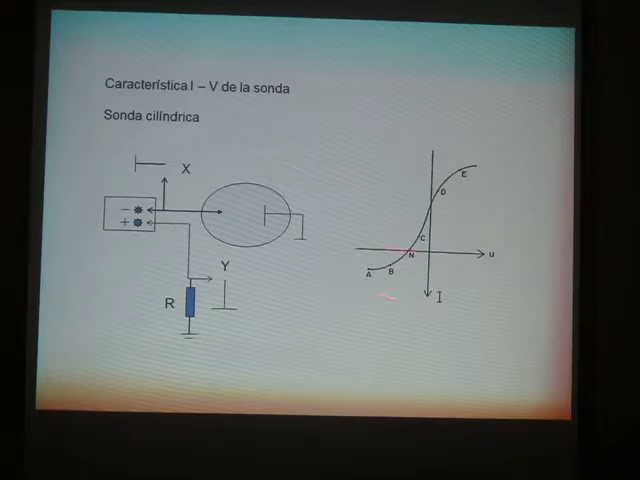 Característica I – V de la sonda
Sonda cilíndrica
X
−
+
Y
R
E
D
C
N
U
A
B
I